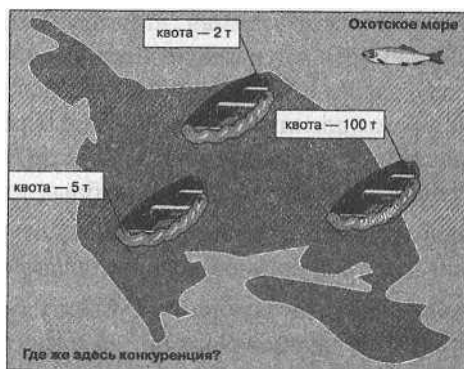 Охотское море
квота — 2 т
квота — 100 т
квота — 5 т
Где же здесь конкуренция?